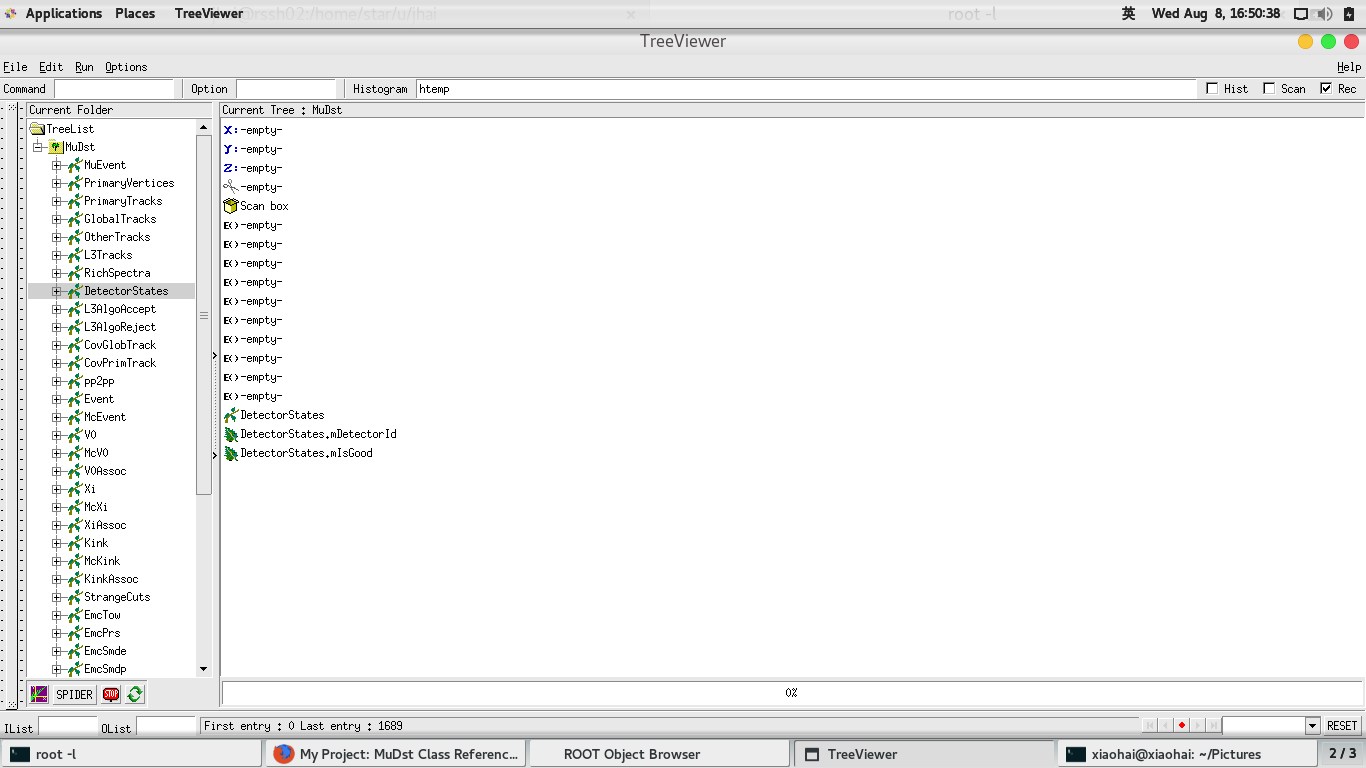 Applications Places TreeViewer @rssh02:/home/star/u/jhai × root -l 英 Wed Aug 8, 16:50:38
TreeViewer
File Edit Run Options Help
Command Option Histogram htemp Hist Scan Rec
Current Folder
TreeList
MuDst
MuEvent
PrimaryVertices
PrimaryTracks
GlobalTracks
OtherTracks
L3Tracks
RichSpectra
DetectorStates
L3AlgoAccept
L3AlgoReject
CovGlobTrack
CovPrimTrack
pp2pp
Event
McEvent
V0
McV0
V0Assoc
Xi
McXi
XiAssoc
Kink
McKink
KinkAssoc
StrangeCuts
EmcTow
EmcPrs
EmcSmde
EmcSmdp
Current Tree : MuDst
X: -empty-
Y: -empty-
Z: -empty-
-empty-
Scan box
E() -empty-
E() -empty-
E() -empty-
E() -empty-
E() -empty-
E() -empty-
E() -empty-
E() -empty-
E() -empty-
E() -empty-
DetectorStates
DetectorStates.mDetectorId
DetectorStates.mIsGood
SPIDER STOP
0%
IList OList First entry : 0 Last entry : 1689 RESET
root -l My Project: MuDst Class Referenc... ROOT Object Browser TreeViewer xiaohai@xiaohai: ~/Pictures 2 / 3